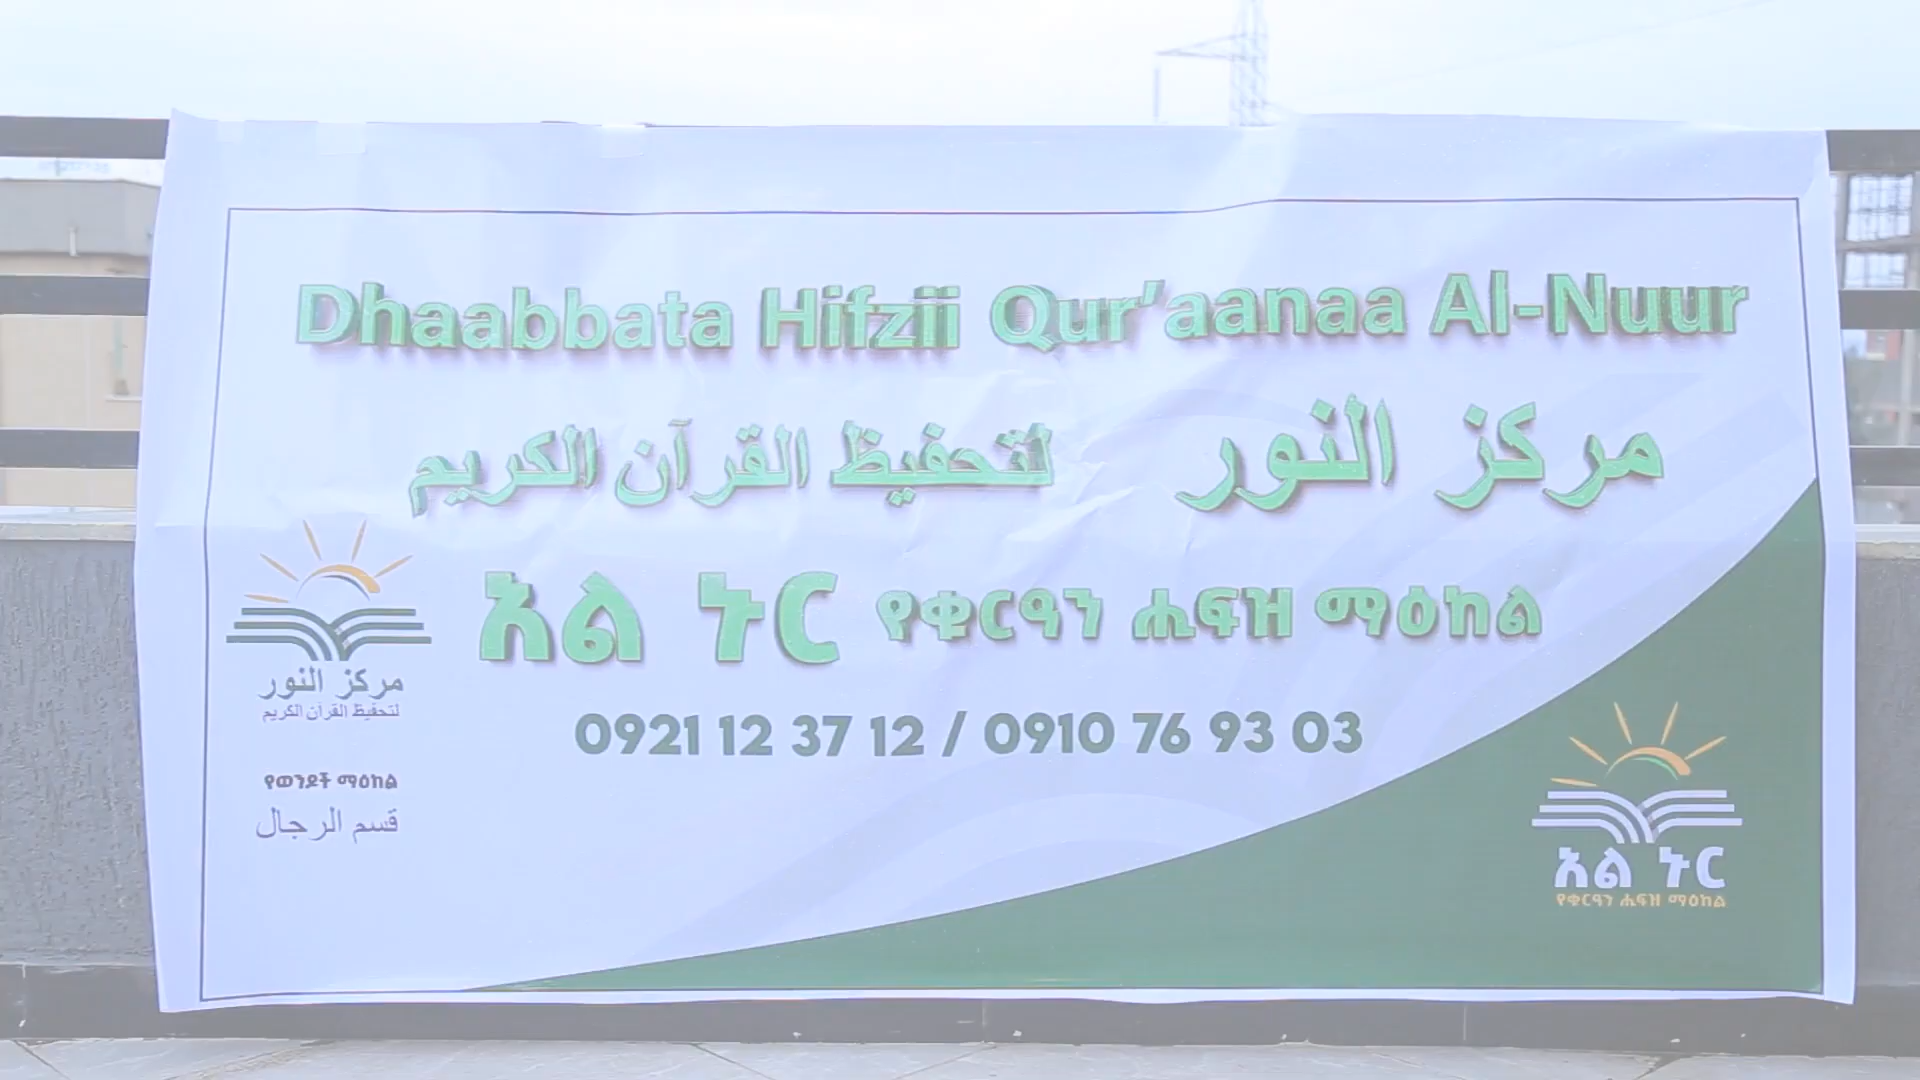 Dhaabbata Hifzii Qur'aanaa Al-Nuur
مركز النور لتحفيظ القرآن الكريم
አል ኑር የቁርዓን ሒፍዝ ማዕከል
0921 12 37 12 / 0910 76 93 03
مركز النور
لتحفيظ القرآن الكريم
የወንዶች ማዕከል
قسم الرجال
አል ኑር
የቁርዓን ሒፍዝ ማዕከል